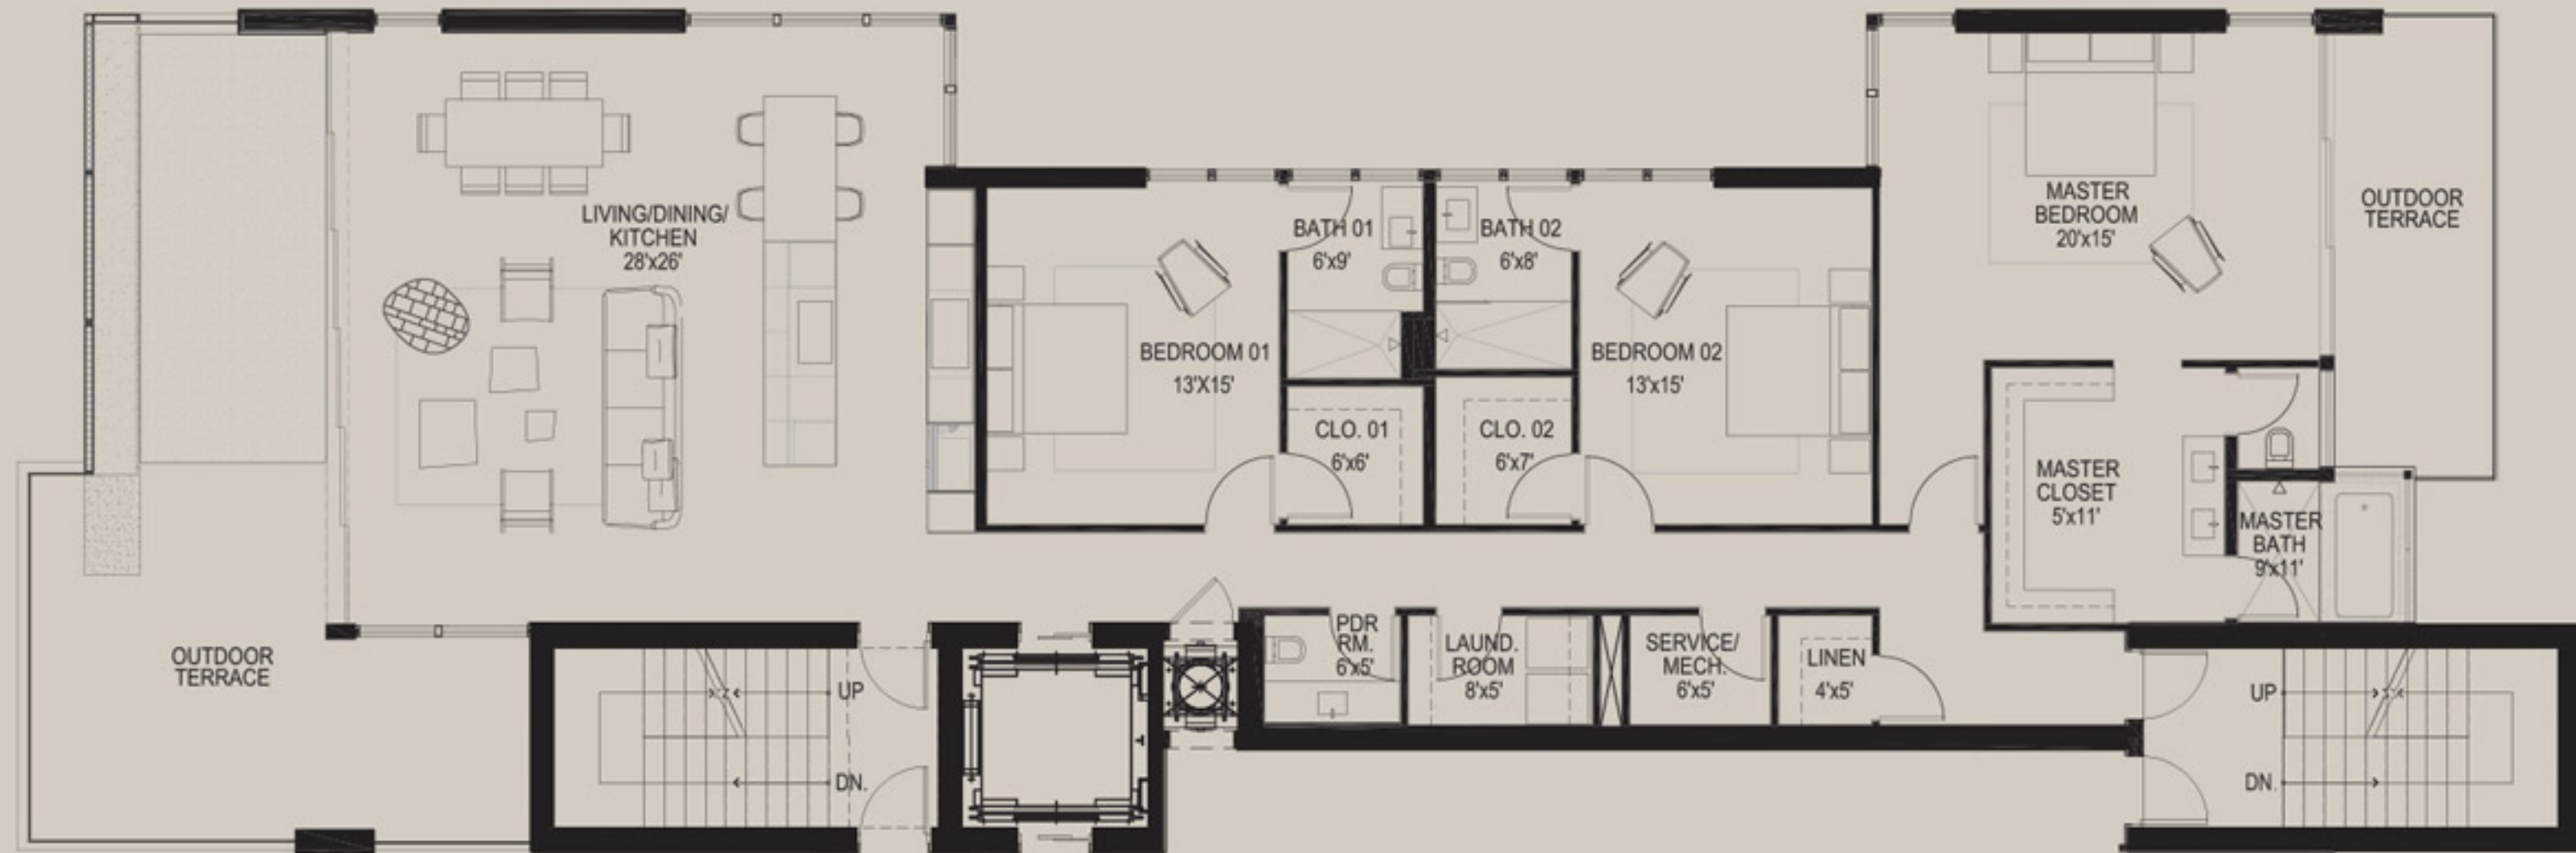 LIVING/DINING/
KITCHEN
28'x26'
BATH 01
6'x9'
BATH 02
6'x8'
MASTER
BEDROOM
20'x15'
OUTDOOR
TERRACE
BEDROOM 01
13'X15'
BEDROOM 02
13'x15'
CLO. 01
6'x6'
CLO. 02
6'x7'
MASTER
CLOSET
5'x11'
MASTER
BATH
9'x11'
OUTDOOR
TERRACE
UP
DN.
PDR
RM.
6'x5'
LAUND.
ROOM
8'x5'
SERVICE/
MECH.
6'x5'
LINEN
4'x5'
UP
DN.